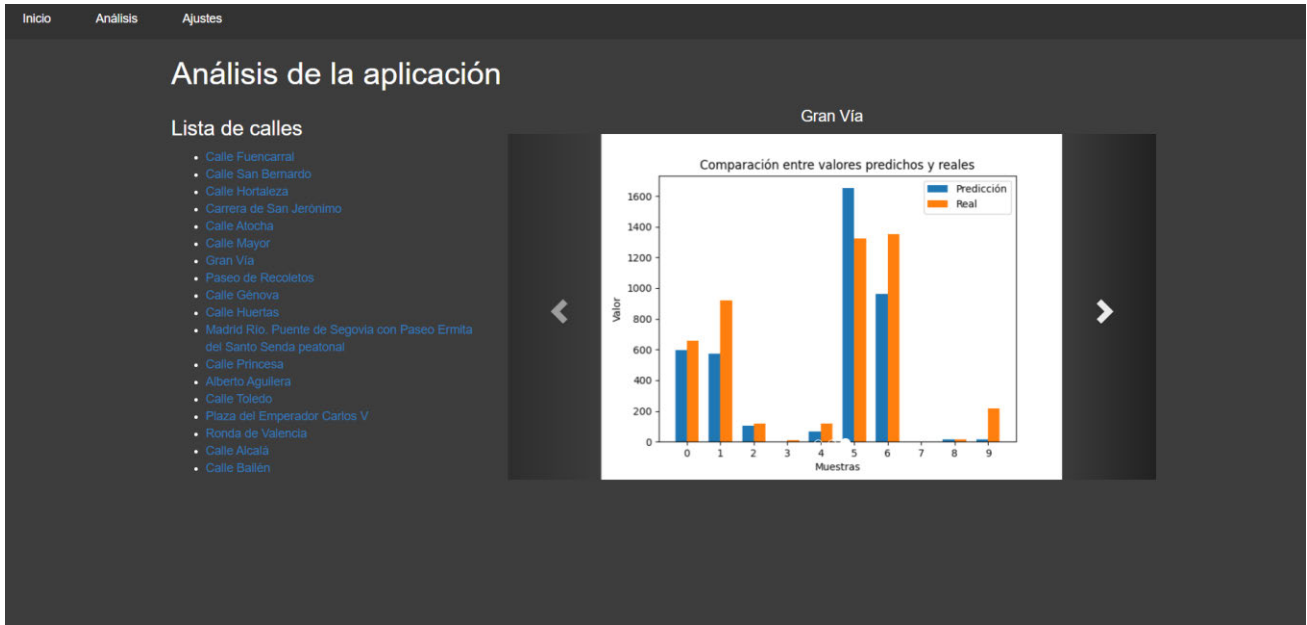 Inicio Análisis Ajustes
Análisis de la aplicación
Lista de calles
Calle Fuencarral
Calle San Bernardo
Calle Hortaleza
Carrera de San Jerónimo
Calle Atocha
Calle Mayor
Gran Vía
Paseo de Recoletos
Calle Génova
Calle Huertas
Madrid Río. Puente de Segovia con Paseo Ermita
del Santo Senda peatonal
Calle Princesa
Alberto Aguilera
Calle Toledo
Plaza del Emperador Carlos V
Ronda de Valencia
Calle Alcalá
Calle Bailén
Gran Vía
Comparación entre valores predichos y reales
Predicción
Real
Valor
1600
1400
1200
1000
800
600
400
200
0
0 1 2 3 4 5 6 7 8 9
Muestras